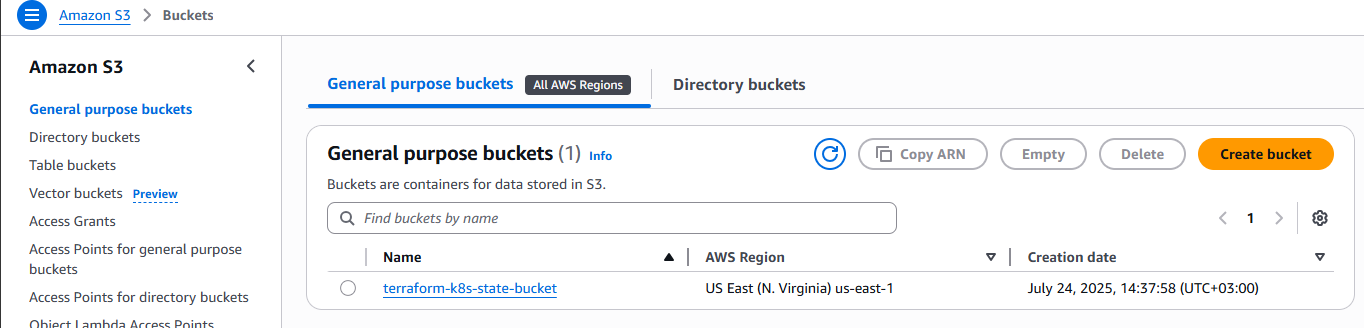 Amazon S3 > Buckets
Amazon S3
General purpose buckets
Directory buckets
Table buckets
Vector buckets Preview
Access Grants
Access Points for general purpose
buckets
Access Points for directory buckets
Object Lambda Access Points
General purpose buckets All AWS Regions Directory buckets
General purpose buckets (1) Info
Copy ARN Empty Delete Create bucket
Buckets are containers for data stored in S3.
Find buckets by name
1
Name AWS Region Creation date
terraform-k8s-state-bucket US East (N. Virginia) us-east-1 July 24, 2025, 14:37:58 (UTC+03:00)